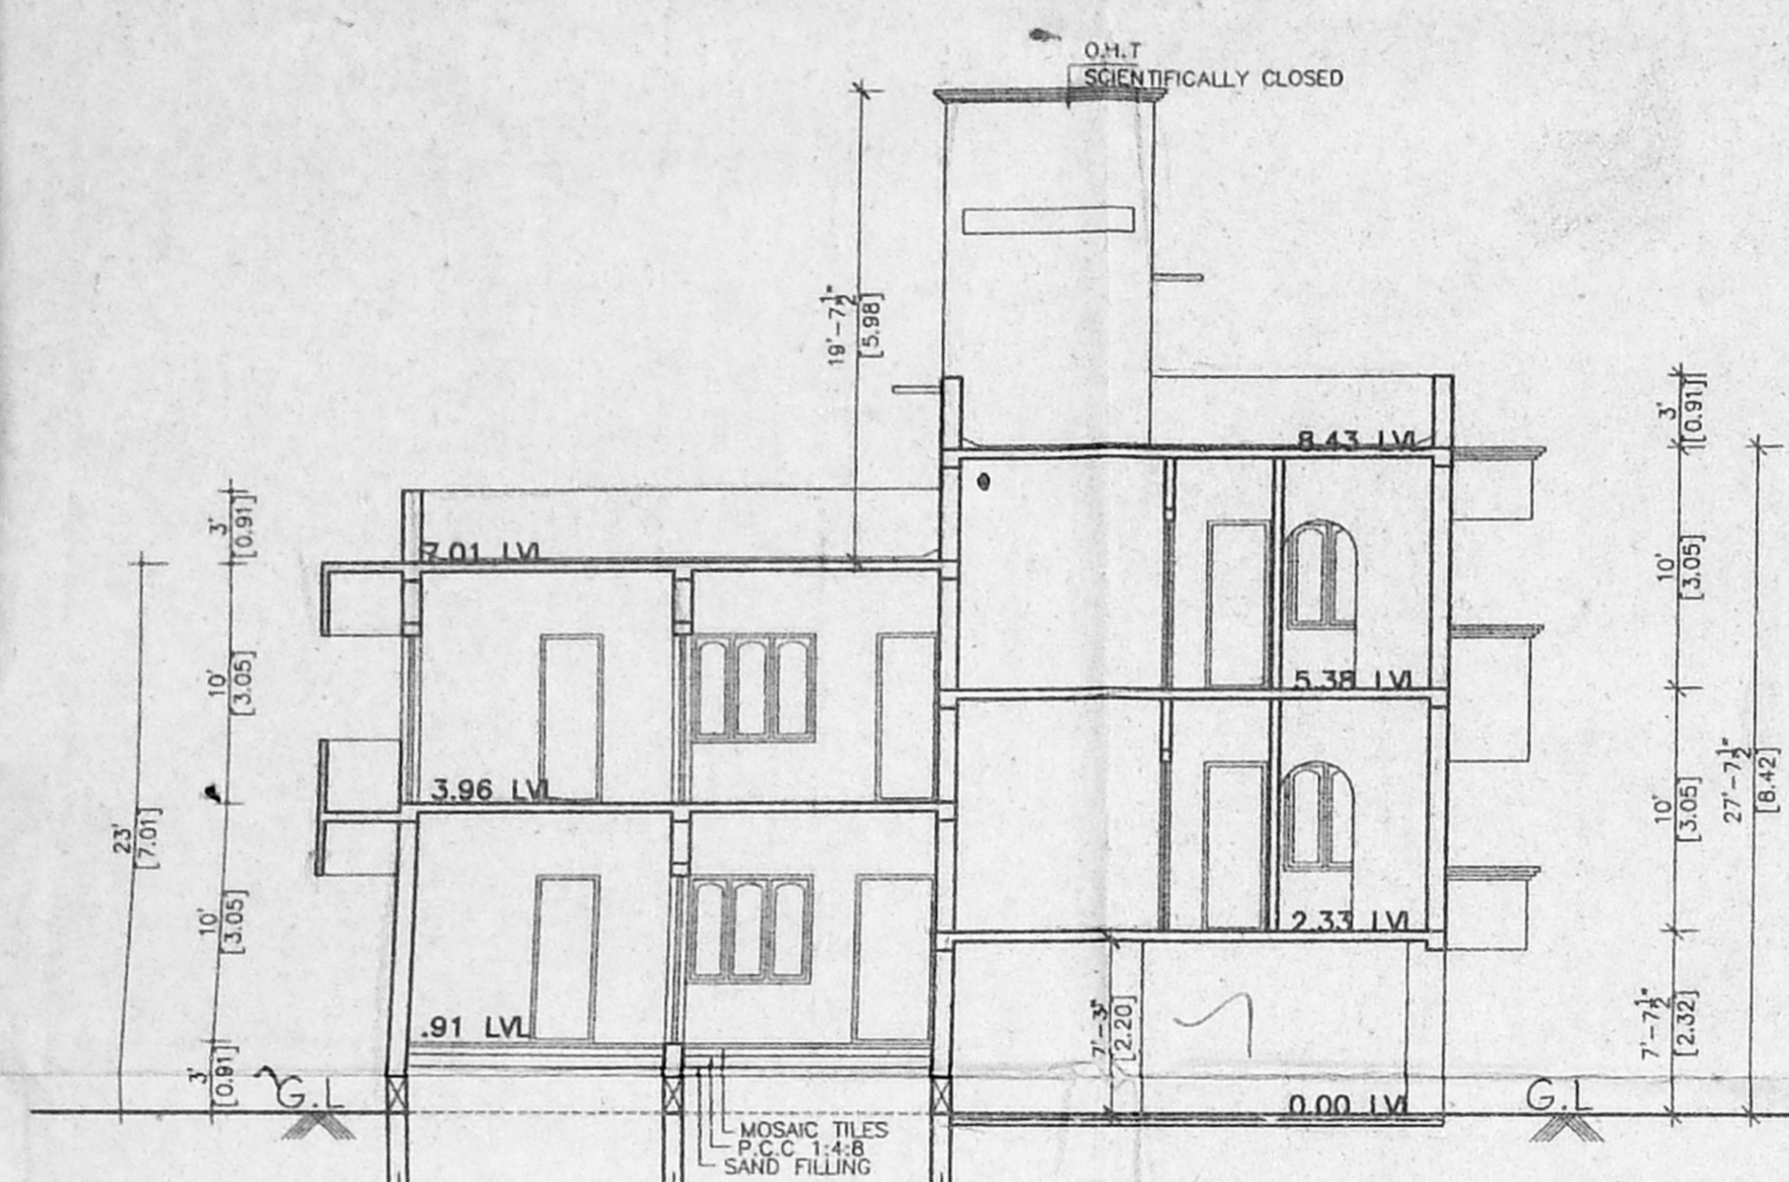 O.H.T
SCIENTIFICALLY CLOSED
19'-7½"
[5.98]
3'
[0.91]
8.43 LVL
3'
[0.91]
7.01 LVL
10'
[3.05]
10'
[3.05]
5.38 LVL
3.96 LVL
23'
[7.01]
10'
[3.05]
27'-7½"
[8.42]
10'
[3.05]
2.33 LVL
.91 LVL
7'-3"
[2.20]
7'-7½"
[2.32]
3'
[0.91]
G.L
0.00 LVL
G.L
MOSAIC TILES
P.C.C 1:4:8
SAND FILLING